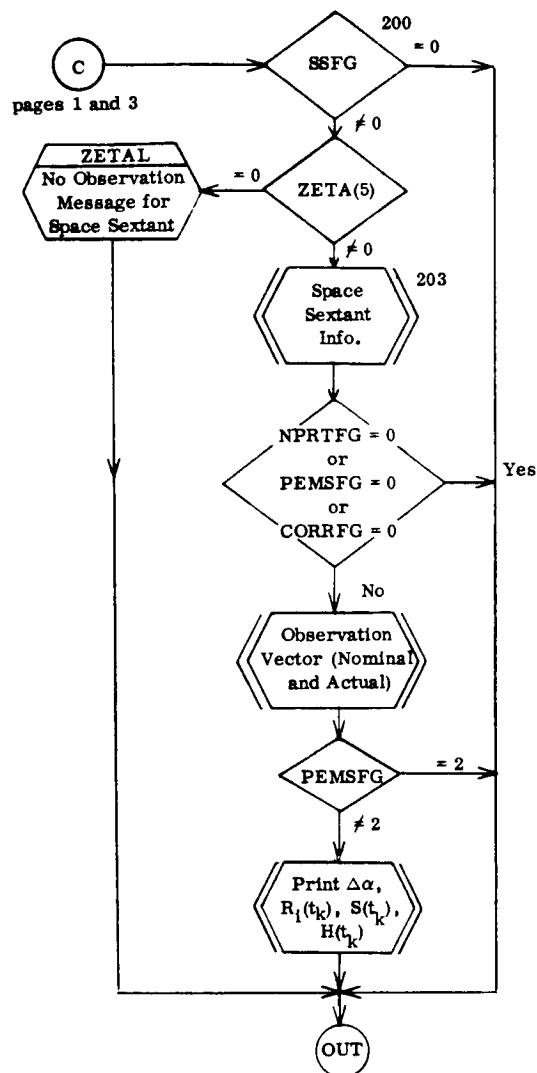 200
C
SSFG
= 0
pages 1 and 3
≠ 0
ZETAL
= 0
ZETA(5)
No Observation
Message for
Space Sextant
≠ 0
203
Space
Sextant
Info.
NPRTFG = 0
or
PEMSFG = 0
or
CORRFG = 0
Yes
No
Observation
Vector (Nominal
and Actual)
PEMSFG
= 2
≠ 2
Print Δα,
R_i(t_k), S(t_k),
H(t_k)
OUT